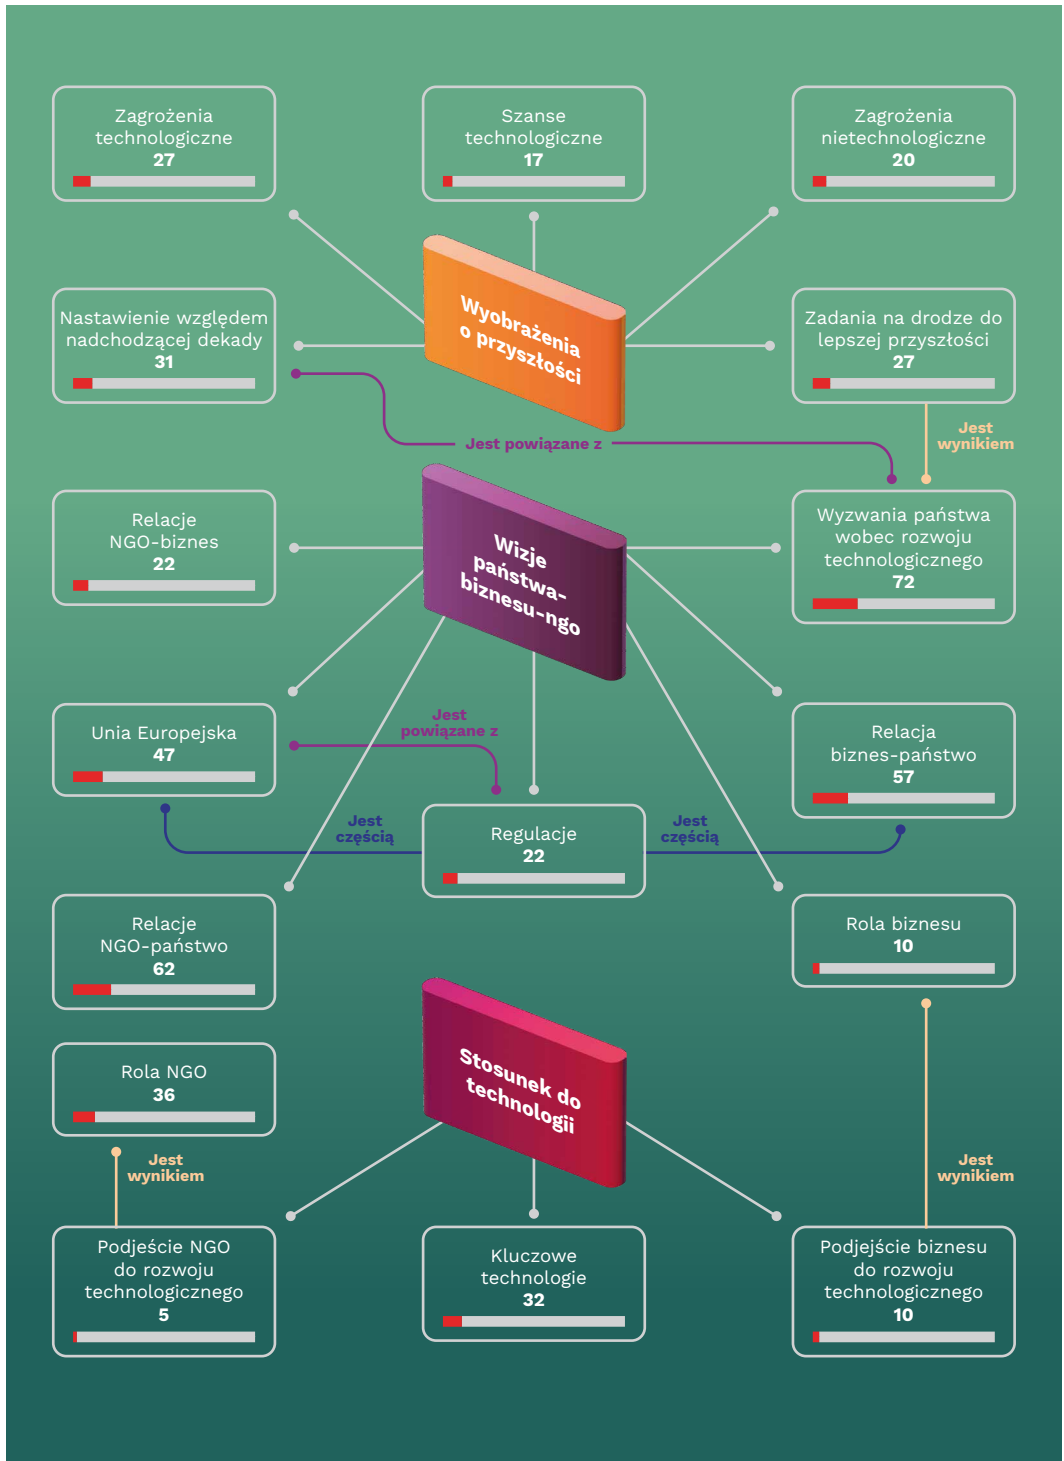 Zagrożenia
technologiczne
27
Szanse
technologiczne
17
Zagrożenia
nietechnologiczne
20
Wyobrażenia
o przyszłości
Nastawienie względem
nadchodzącej dekady
31
Zadania na drodze do
lepszej przyszłości
27
Jest powiązane z
Jest
wynikiem
Relacje
NGO-biznes
22
Wizje
państwa-
biznesu-ngo
Wyzwania państwa
wobec rozwoju
technologicznego
72
Unia Europejska
47
Jest
powiązane z
Relacja
biznes-państwo
57
Jest
częścią
Regulacje
22
Jest
częścią
Relacje
NGO-państwo
62
Rola biznesu
10
Rola NGO
36
Stosunek do
technologii
Jest
wynikiem
Jest
wynikiem
Podjeście NGO
do rozwoju
technologicznego
5
Kluczowe
technologie
32
Podjejście biznesu
do rozwoju
technologicznego
10